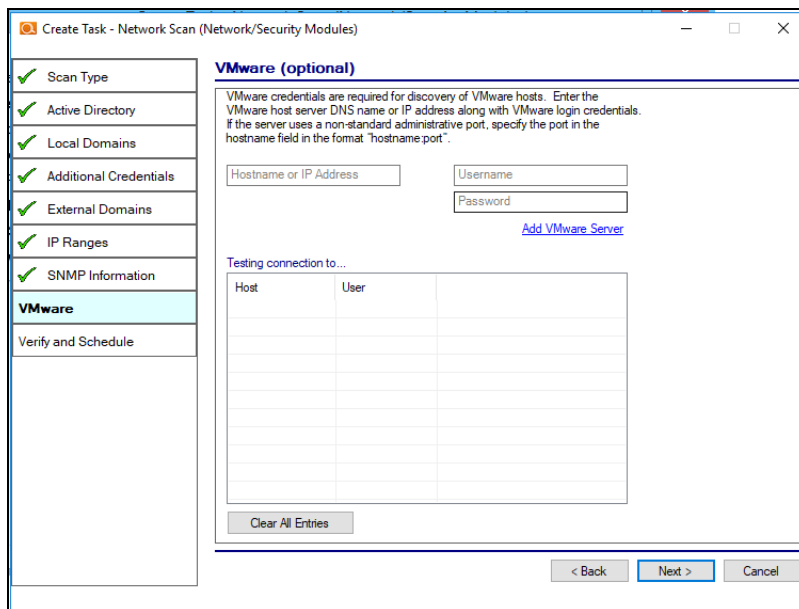 Create Task - Network Scan (Network/Security Modules)
Scan Type
Active Directory
Local Domains
Additional Credentials
External Domains
IP Ranges
SNMP Information
VMware
Verify and Schedule
VMware (optional)
VMware credentials are required for discovery of VMware hosts. Enter the
VMware host server DNS name or IP address along with VMware login credentials.
If the server uses a non-standard administrative port, specify the port in the
hostname field in the format "hostname:port".
Hostname or IP Address
Username
Password
Add VMware Server
Testing connection to...
Host User
Clear All Entries
< Back Next > Cancel